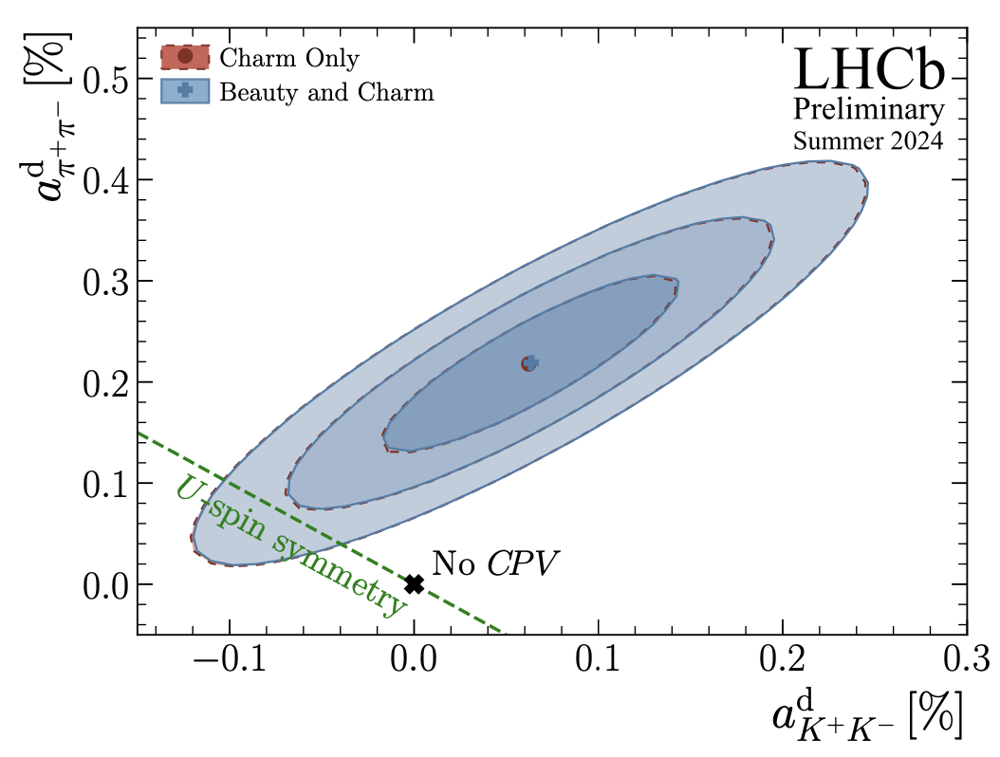 Charm Only
Beauty and Charm
LHCb
Preliminary
Summer 2024
a^d_{π+π−} [%]
0.5
0.4
0.3
0.2
0.1
0.0
U-spin symmetry
No CPV
−0.1 0.0 0.1 0.2 0.3
a^d_{K+K−} [%]